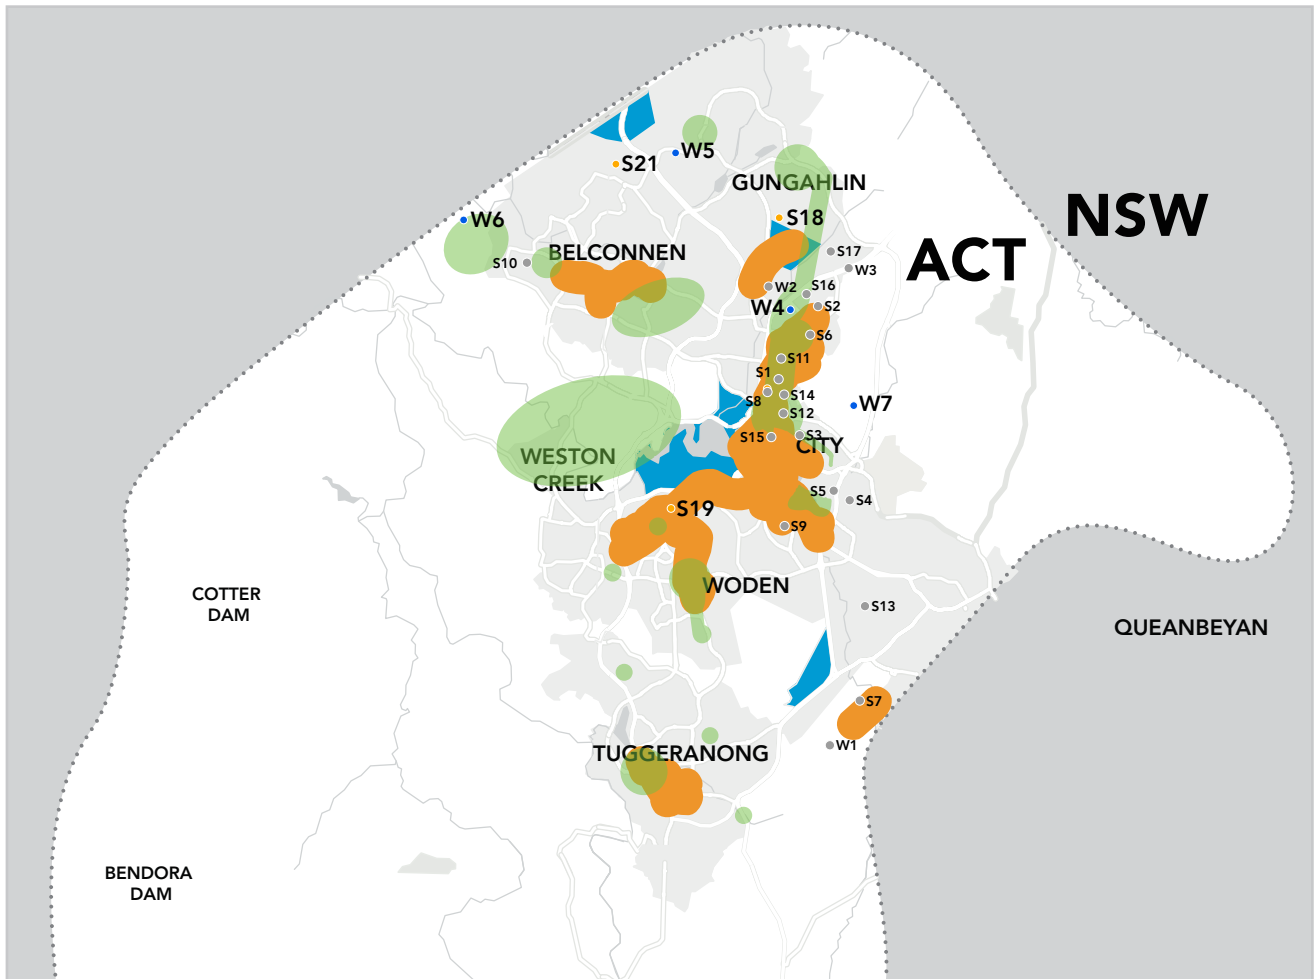 W5
S21
GUNGAHLIN
NSW
W6
S18
ACT
BELCONNEN
S17
S10
W3
W2
S16
W4
S2
S6
S11
S1
S14
S8
W7
S12
S3
S15
CITY
WESTON
CREEK
S5
S4
S19
S9
WODEN
COTTER
DAM
S13
QUEANBEYAN
S7
W1
TUGGERANONG
BENDORA
DAM